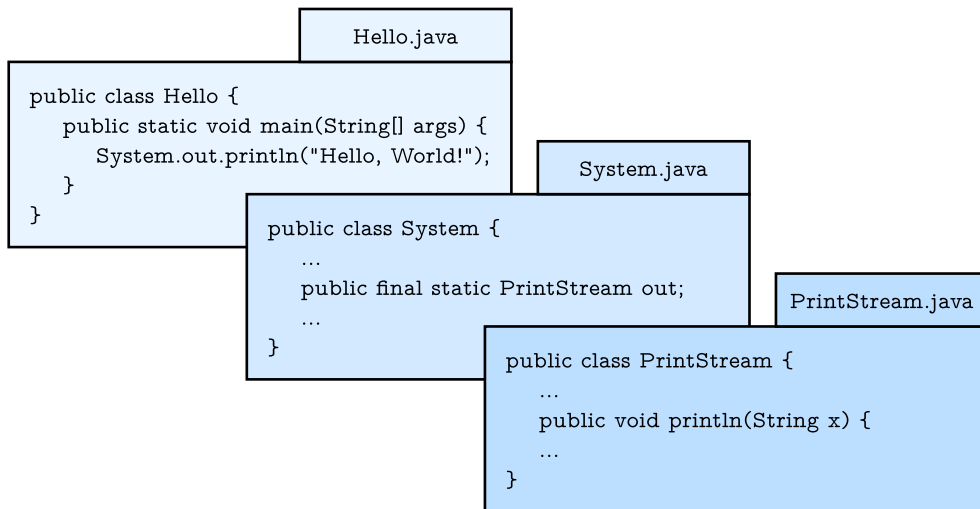 Hello.java
public class Hello {
public static void main(String[] args) {
System.out.println("Hello, World!");
}
}
System.java
public class System {
...
public final static PrintStream out;
...
}
PrintStream.java
public class PrintStream {
...
public void println(String x) {
...
}